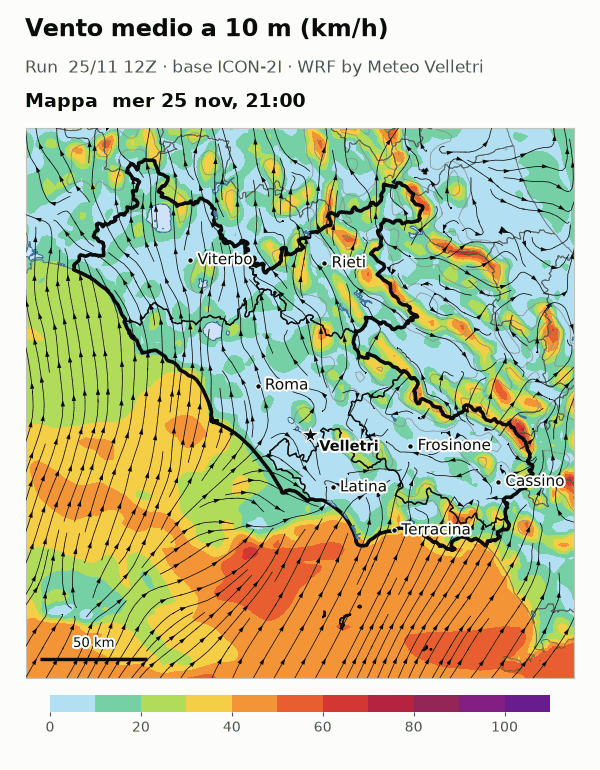 Vento medio a 10 m (km/h)
Run 25/11 12Z · base ICON-2I · WRF by Meteo Velletri
Mappa mer 25 nov, 21:00
Viterbo
Rieti
Roma
Velletri
Frosinone
Latina
Cassino
Terracina
50 km
0 20 40 60 80 100